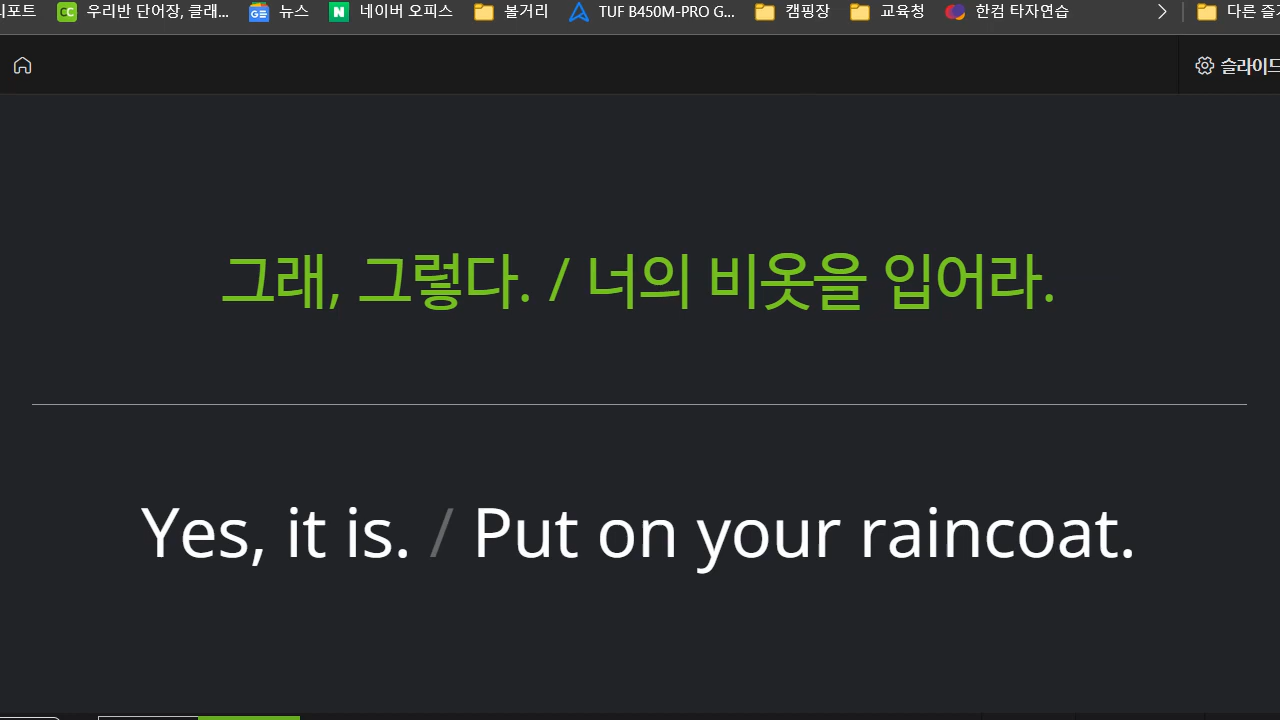 리포트 우리반 단어장, 클래... 뉴스 네이버 오피스 볼거리 TUF B450M-PRO G... 캠핑장 교육청 한컴 타자연습 다른 즐겨
슬라이드
그래, 그렇다. / 너의 비옷을 입어라.
Yes, it is. / Put on your raincoat.